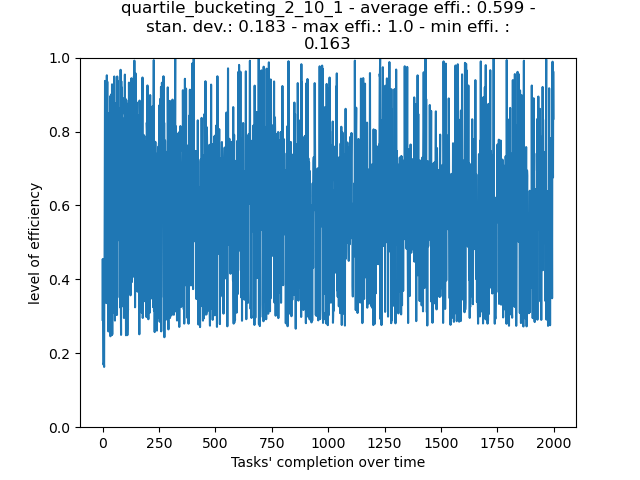 quartile_bucketing_2_10_1 - average effi.: 0.599 -
stan. dev.: 0.183 - max effi.: 1.0 - min effi. :
0.163
1.0
0.8
0.6
0.4
0.2
0.0
level of efficiency
0 250 500 750 1000 1250 1500 1750 2000
Tasks' completion over time